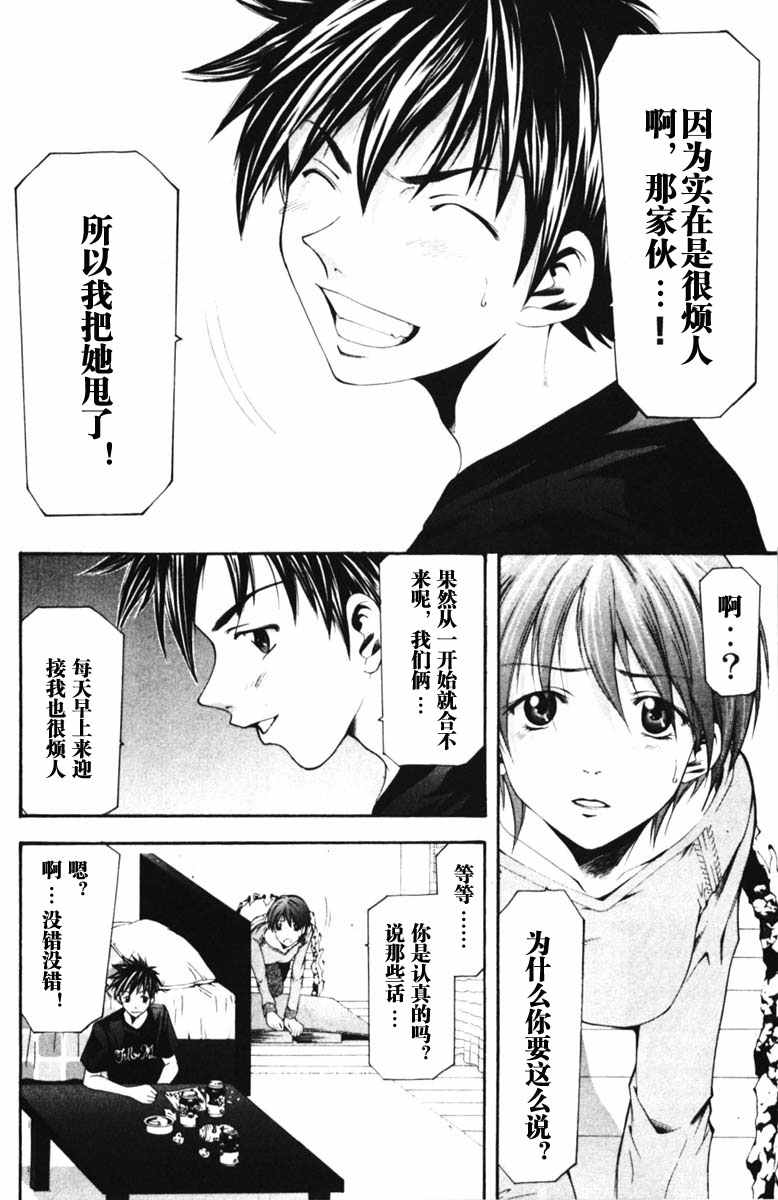 因为实在是很烦人
啊，那家伙…！
所以我把她甩了！
啊…？
为什么你要这么说？
果然从一开始就合不
来呢，我们俩…
每天早上来迎
接我也很烦人
等等……
你是认真的吗？
说那些话…
嗯？
啊…没错没错！